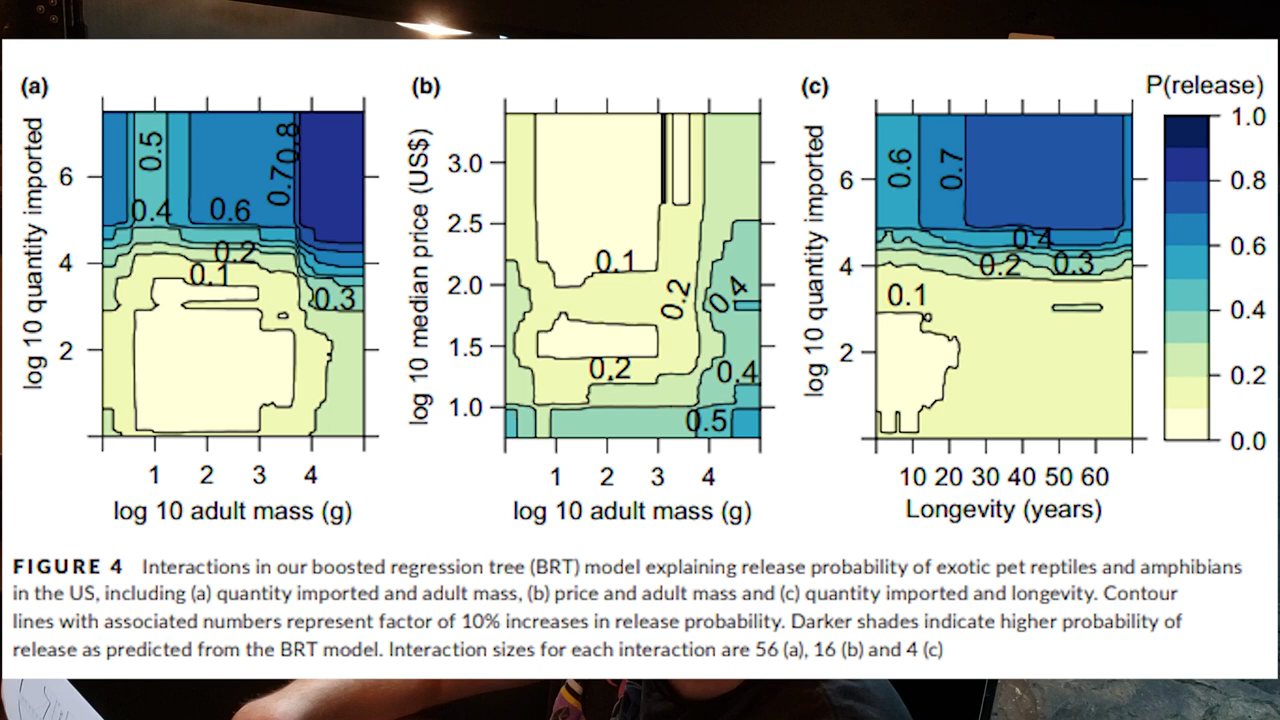 (a)
log 10 quantity imported
6
4
2
0.5
0.4
0.6
0.7
0.8
0.2
0.1
0.3
1 2 3 4
log 10 adult mass (g)
(b)
log 10 median price (US$)
3.0
2.5
2.0
1.5
1.0
0.1
0.2
0.4
0.2
0.4
0.5
1 2 3 4
log 10 adult mass (g)
(c)
log 10 quantity imported
6
4
2
0.6
0.7
0.4
0.2
0.3
0.1
10 20 30 40 50 60
Longevity (years)
P(release)
1.0
0.8
0.6
0.4
0.2
0.0
FIGURE 4 Interactions in our boosted regression tree (BRT) model explaining release probability of exotic pet reptiles and amphibians
in the US, including (a) quantity imported and adult mass, (b) price and adult mass and (c) quantity imported and longevity. Contour
lines with associated numbers represent factor of 10% increases in release probability. Darker shades indicate higher probability of
release as predicted from the BRT model. Interaction sizes for each interaction are 56 (a), 16 (b) and 4 (c)